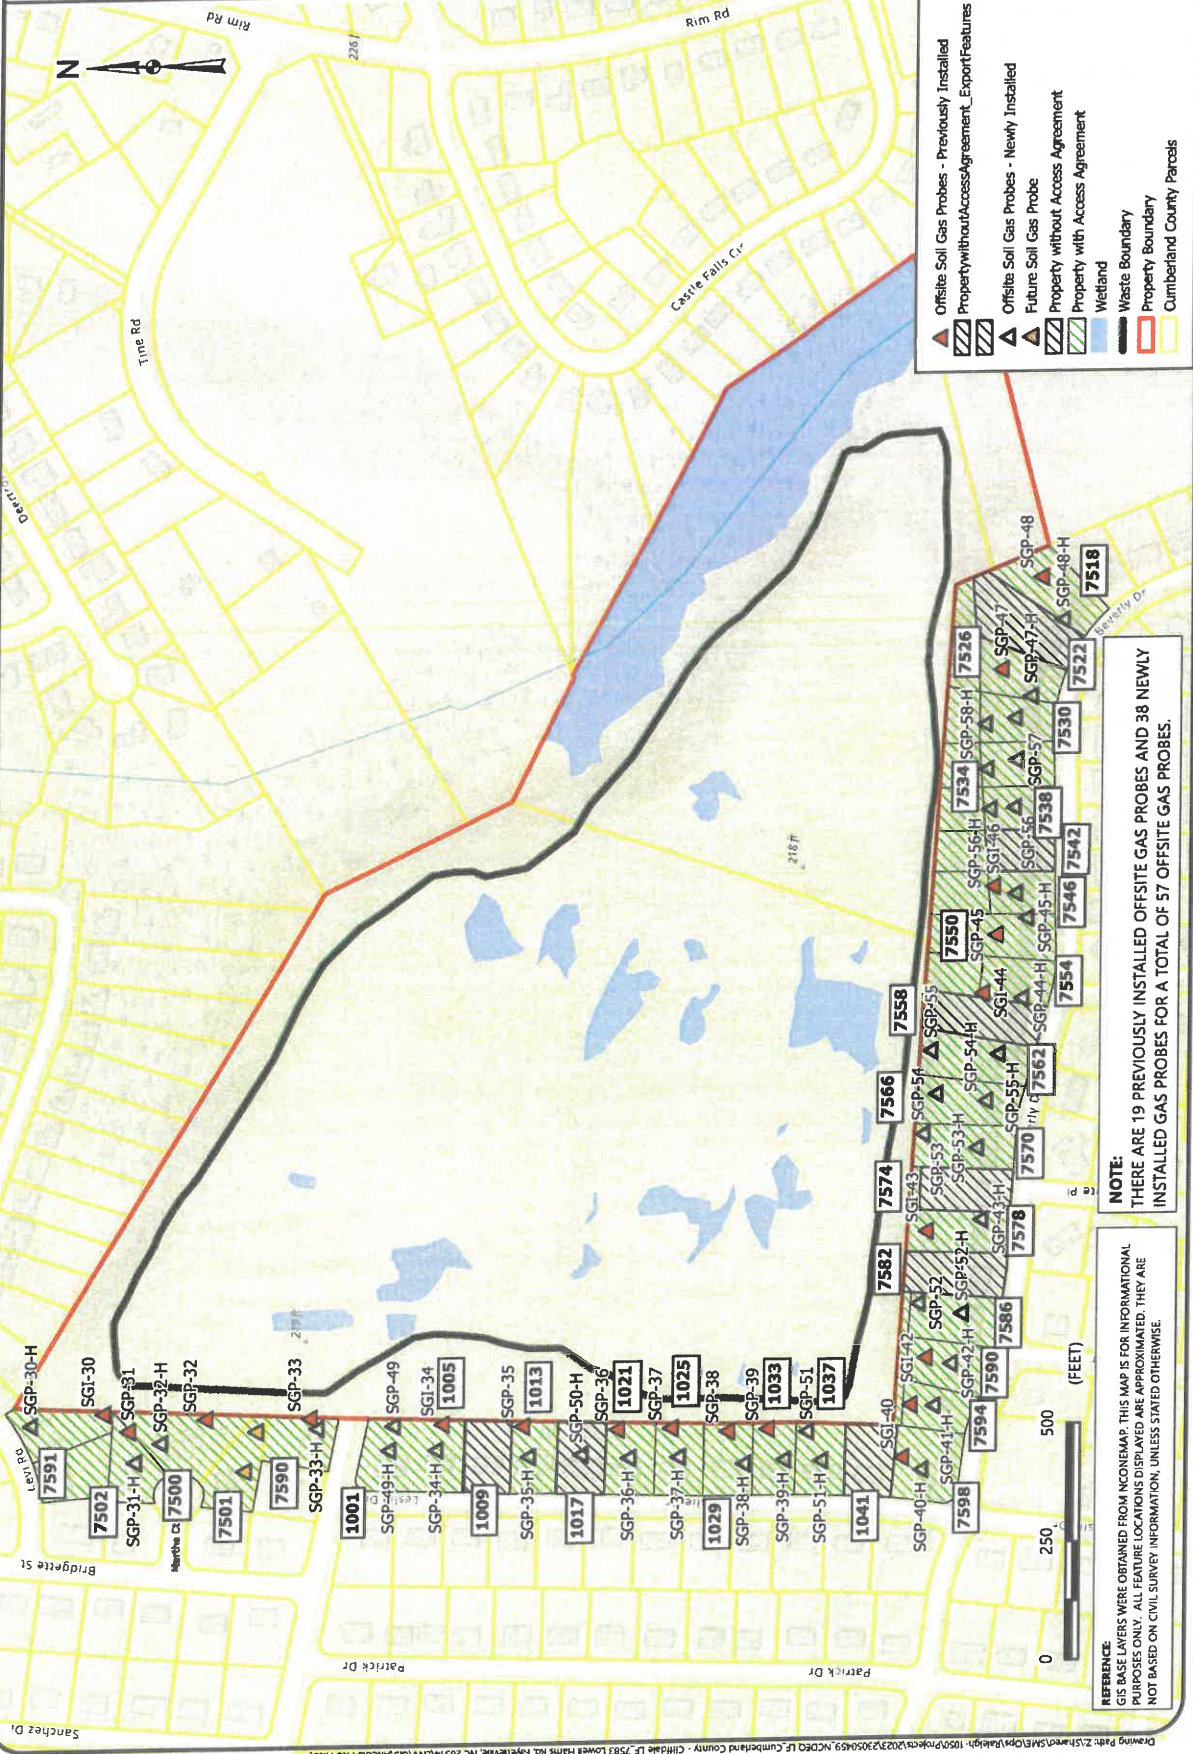 N
Rim Rd
Rim Rd
226 ft
Tine Rd
Castle Falls Cir
Levi Rd
Bridgette St
Martha Ct
Sanchez Dr
Patrick Dr
Patrick Dr
Beverly Dr
218 ft
219 ft
SGP-30-H
SGI-30
SGP-31
SGP-32-H
SGP-32
SGP-33
SGP-49
SGI-34
1005
SGP-35
1013
SGP-50-H
SGP-36
1021
SGP-37
1025
SGP-38
1033
SGP-39
SGP-51
1037
7591
7502
SGP-31-H
7500
7501
7590
SGP-33-H
1001
SGP-49-H
SGP-34-H
1009
SGP-35-H
1017
SGP-36-H
SGP-37-H
1029
SGP-38-H
SGP-39-H
SGP-51-H
1041
SGI-40
SGP-40-H
7598
SGP-41-H
7594
SGI-42
SGP-42-H
7590
7586
SGP-52
SGP-52-H
7582
SGI-43
SGP-43-H
7578
7574
SGP-53
SGP-53-H
7570
7566
SGP-54
SGP-54-H
SGP-55-H
7562
7558
SGP-55
SGI-44
SGP-44-H
7554
7550
SGP-45
SGP-45-H
7546
SGI-46
SGP-56-H
SGP-56
7542
7538
7534
SGP-57
SGP-58-H
7530
7526
SGP-47
SGP-47-H
7522
SGP-48
SGP-48-H
7518
Offsite Soil Gas Probes - Previously Installed
PropertywithoutAccessAgreement_ExportFeatures
Offsite Soil Gas Probes - Newly Installed
Future Soil Gas Probe
Property without Access Agreement
Property with Access Agreement
Wetland
Waste Boundary
Property Boundary
Cumberland County Parcels
0 250 500
(FEET)
REFERENCE:
GIS BASE LAYERS WERE OBTAINED FROM NCONEMAP. THIS MAP IS FOR INFORMATIONAL
PURPOSES ONLY. ALL FEATURE LOCATIONS DISPLAYED ARE APPROXIMATED. THEY ARE
NOT BASED ON CIVIL SURVEY INFORMATION, UNLESS STATED OTHERWISE.
NOTE:
THERE ARE 19 PREVIOUSLY INSTALLED OFFSITE GAS PROBES AND 38 NEWLY
INSTALLED GAS PROBES FOR A TOTAL OF 57 OFFSITE GAS PROBES.